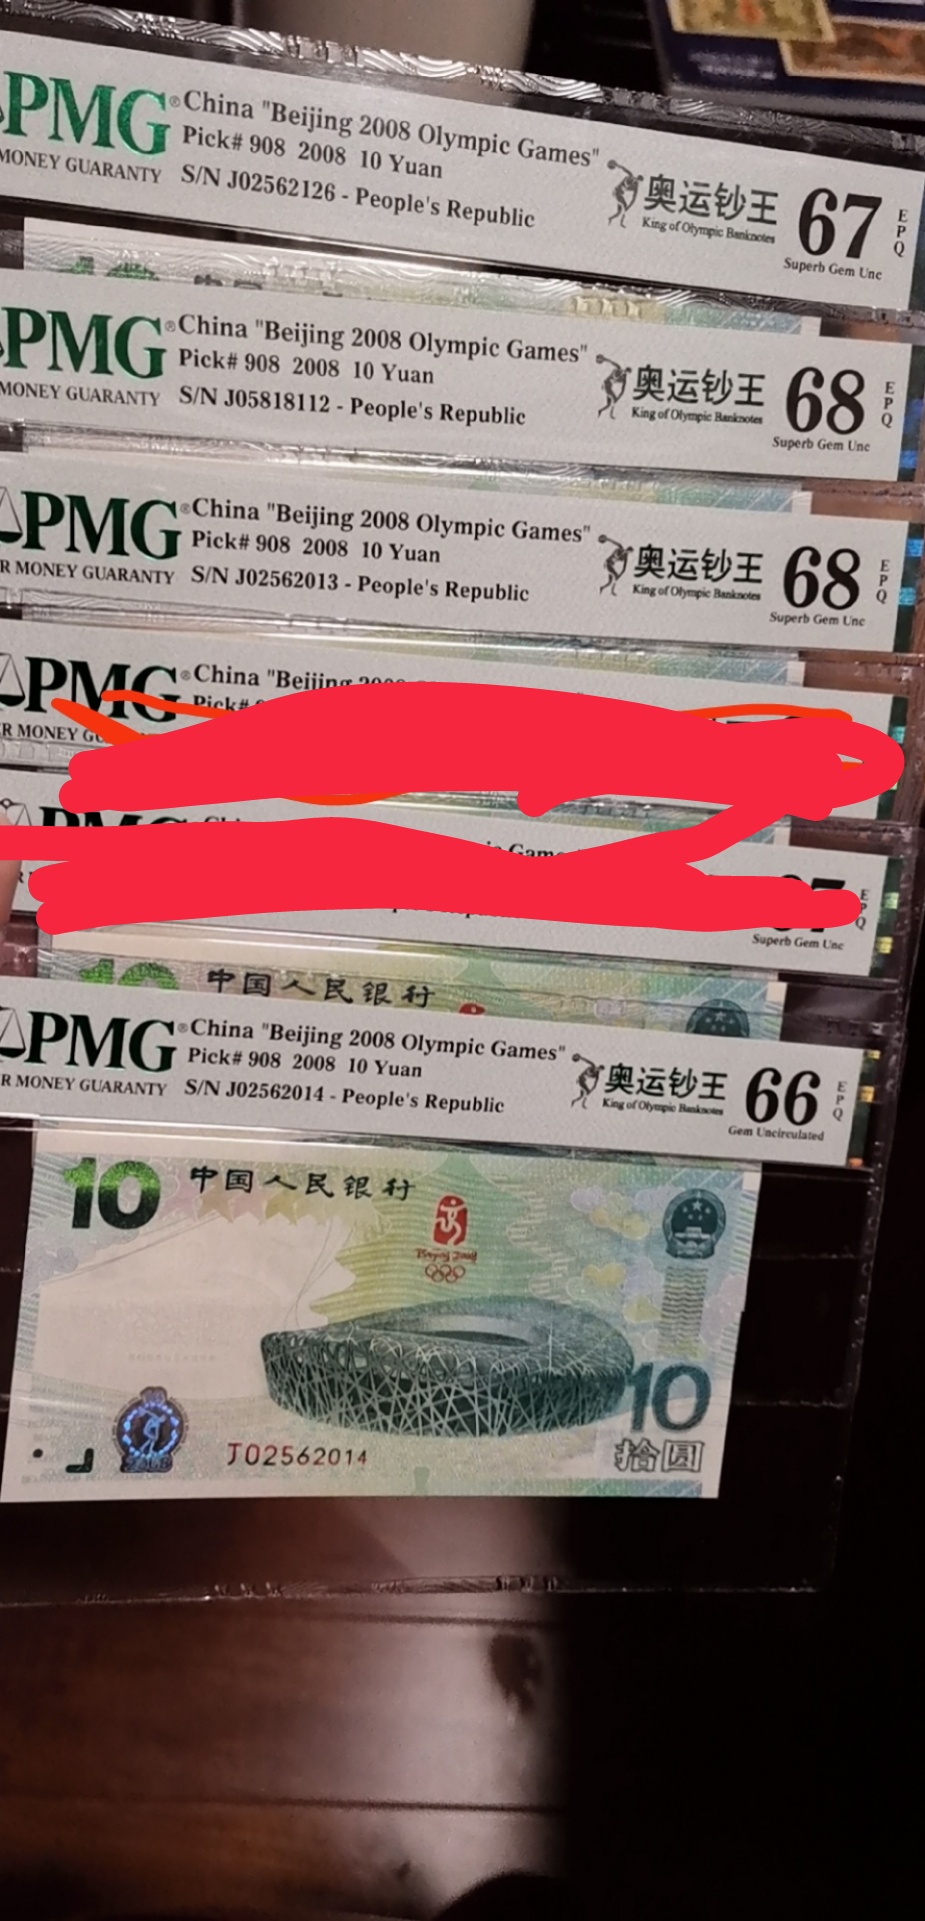 PMG® China "Beijing 2008 Olympic Games"
Pick# 908 2008 10 Yuan
MONEY GUARANTY S/N J02562126 - People's Republic
奥运钞王
King of Olympic Banknotes
67
EPQ
Superb Gem Unc
PMG® China "Beijing 2008 Olympic Games"
Pick# 908 2008 10 Yuan
MONEY GUARANTY S/N J05818112 - People's Republic
奥运钞王
King of Olympic Banknotes
68
EPQ
Superb Gem Unc
PMG® China "Beijing 2008 Olympic Games"
Pick# 908 2008 10 Yuan
R MONEY GUARANTY S/N J02562013 - People's Republic
奥运钞王
King of Olympic Banknotes
68
EPQ
Superb Gem Unc
PMG® China "Beijing
Pick#
R MONEY
EPQ
Superb Gem Unc
10 中国人民银行
PMG® China "Beijing 2008 Olympic Games"
Pick# 908 2008 10 Yuan
R MONEY GUARANTY S/N J02562014 - People's Republic
奥运钞王
King of Olympic Banknotes
66
EPQ
Gem Uncirculated
10 中国人民银行
Beijing 2008
10
拾圆
J02562014